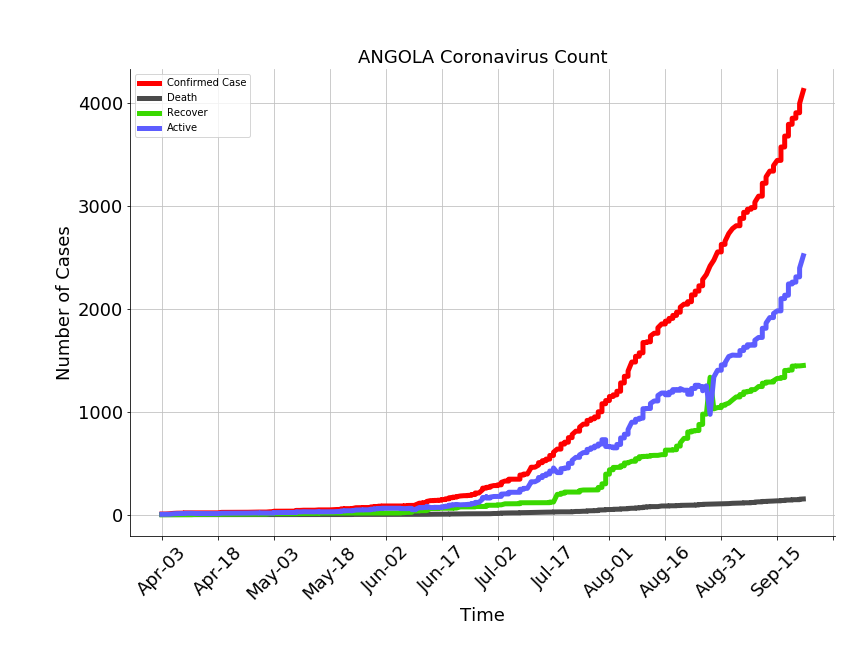 ANGOLA Coronavirus Count
Confirmed Case
Death
Recover
Active
Number of Cases
4000
3000
2000
1000
0
Apr-03
Apr-18
May-03
May-18
Jun-02
Jun-17
Jul-02
Jul-17
Aug-01
Aug-16
Aug-31
Sep-15
Time